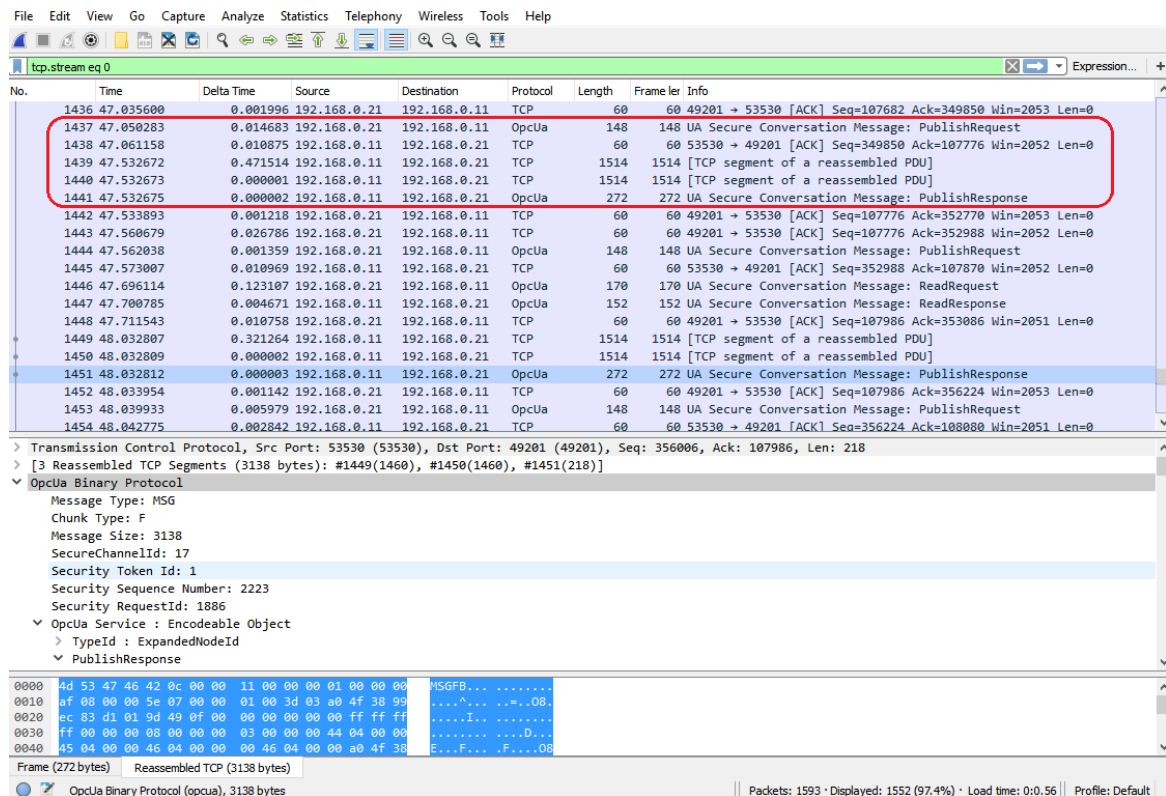 File Edit View Go Capture Analyze Statistics Telephony Wireless Tools Help
tcp.stream eq 0 Expression... +
No. Time Delta Time Source Destination Protocol Length Frame ler Info
1436 47.035600 0.001996 192.168.0.21 192.168.0.11 TCP 60 60 49201 → 53530 [ACK] Seq=107682 Ack=349850 Win=2053 Len=0
1437 47.050283 0.014683 192.168.0.21 192.168.0.11 OpcUa 148 148 UA Secure Conversation Message: PublishRequest
1438 47.061158 0.010875 192.168.0.11 192.168.0.21 TCP 60 60 53530 → 49201 [ACK] Seq=349850 Ack=107776 Win=2052 Len=0
1439 47.532672 0.471514 192.168.0.11 192.168.0.21 TCP 1514 1514 [TCP segment of a reassembled PDU]
1440 47.532673 0.000001 192.168.0.11 192.168.0.21 TCP 1514 1514 [TCP segment of a reassembled PDU]
1441 47.532675 0.000002 192.168.0.11 192.168.0.21 OpcUa 272 272 UA Secure Conversation Message: PublishResponse
1442 47.533893 0.001218 192.168.0.21 192.168.0.11 TCP 60 60 49201 → 53530 [ACK] Seq=107776 Ack=352770 Win=2053 Len=0
1443 47.560679 0.026786 192.168.0.21 192.168.0.11 TCP 60 60 49201 → 53530 [ACK] Seq=107776 Ack=352988 Win=2052 Len=0
1444 47.562038 0.001359 192.168.0.21 192.168.0.11 OpcUa 148 148 UA Secure Conversation Message: PublishRequest
1445 47.573007 0.010969 192.168.0.11 192.168.0.21 TCP 60 60 53530 → 49201 [ACK] Seq=352988 Ack=107870 Win=2052 Len=0
1446 47.696114 0.123107 192.168.0.21 192.168.0.11 OpcUa 170 170 UA Secure Conversation Message: ReadRequest
1447 47.700785 0.004671 192.168.0.11 192.168.0.21 OpcUa 152 152 UA Secure Conversation Message: ReadResponse
1448 47.711543 0.010758 192.168.0.21 192.168.0.11 TCP 60 60 49201 → 53530 [ACK] Seq=107986 Ack=353086 Win=2051 Len=0
1449 48.032807 0.321264 192.168.0.11 192.168.0.21 TCP 1514 1514 [TCP segment of a reassembled PDU]
1450 48.032809 0.000002 192.168.0.11 192.168.0.21 TCP 1514 1514 [TCP segment of a reassembled PDU]
1451 48.032812 0.000003 192.168.0.11 192.168.0.21 OpcUa 272 272 UA Secure Conversation Message: PublishResponse
1452 48.033954 0.001142 192.168.0.21 192.168.0.11 TCP 60 60 49201 → 53530 [ACK] Seq=107986 Ack=356224 Win=2053 Len=0
1453 48.039933 0.005979 192.168.0.21 192.168.0.11 OpcUa 148 148 UA Secure Conversation Message: PublishRequest
1454 48.042775 0.002842 192.168.0.11 192.168.0.21 TCP 60 60 53530 → 49201 [ACK] Seq=356224 Ack=108080 Win=2051 Len=0
> Transmission Control Protocol, Src Port: 53530 (53530), Dst Port: 49201 (49201), Seq: 356006, Ack: 107986, Len: 218
> [3 Reassembled TCP Segments (3138 bytes): #1449(1460), #1450(1460), #1451(218)]
OpcUa Binary Protocol
Message Type: MSG
Chunk Type: F
Message Size: 3138
SecureChannelId: 17
Security Token Id: 1
Security Sequence Number: 2223
Security RequestId: 1886
OpcUa Service : Encodeable Object
> TypeId : ExpandedNodeId
PublishResponse
0000 4d 53 47 46 42 0c 00 00 11 00 00 00 01 00 00 00 MSGFB... ........
0010 af 08 00 00 5e 07 00 00 01 00 3d 03 a0 4f 38 99 ....^... ..=..O8.
0020 ec 83 d1 01 9d 49 0f 00 00 00 00 00 00 ff ff ff .....I.. ........
0030 ff 00 00 00 08 00 00 00 03 00 00 00 44 04 00 00 ........ ....D...
0040 45 04 00 00 46 04 00 00 00 46 04 00 00 a0 4f 38 E...F... .F....O8
Frame (272 bytes) Reassembled TCP (3138 bytes)
OpcUa Binary Protocol (opcua), 3138 bytes Packets: 1593 · Displayed: 1552 (97.4%) · Load time: 0:0.56 Profile: Default